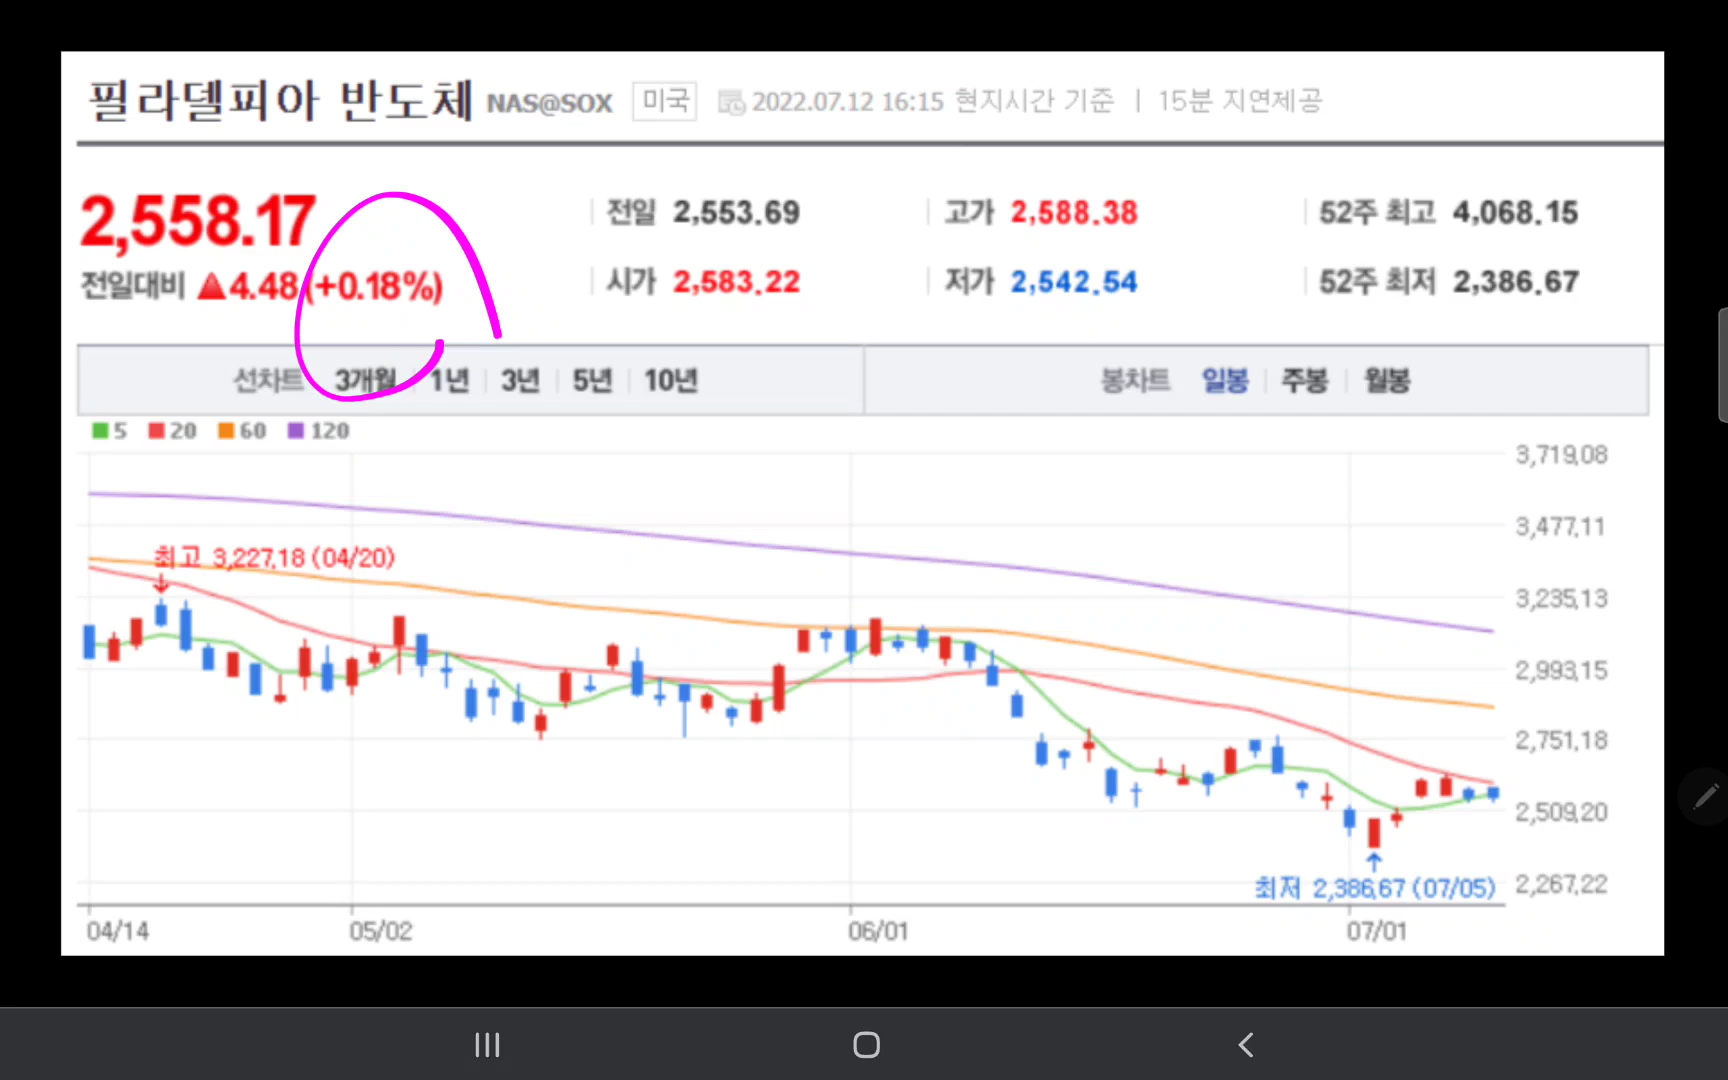 필라델피아 반도체 NAS@SOX 미국 2022.07.12 16:15 현지시간 기준 | 15분 지연제공
2,558.17
전일대비 ▲4.48 (+0.18%)
전일 2,553.69 고가 2,588.38 52주 최고 4,068.15
시가 2,583.22 저가 2,542.54 52주 최저 2,386.67
선차트 3개월 1년 3년 5년 10년 봉차트 일봉 주봉 월봉
5 20 60 120
3,719.08
3,477.11
최고 3,227.18 (04/20)
3,235.13
2,993.15
2,751.18
2,509.20
최저 2,386.67 (07/05)
2,267.22
04/14 05/02 06/01 07/01